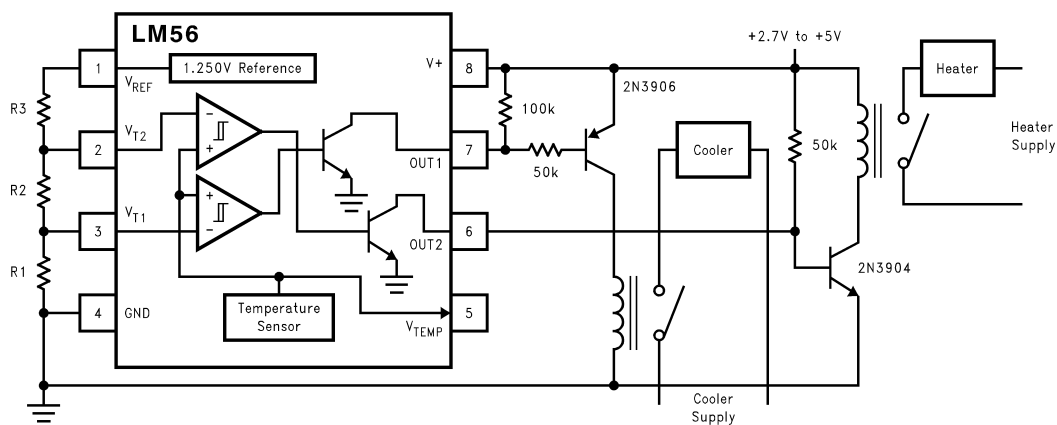 LM56
+2.7V to +5V
1
VREF
1.250V Reference
V+
8
2N3906
Heater
R3
100k
2
VT2
-
+
OUT1
7
50k
Cooler
50k
Heater
Supply
R2
3
VT1
+
-
OUT2
6
2N3904
R1
4
GND
Temperature
Sensor
VTEMP
5
Cooler
Supply